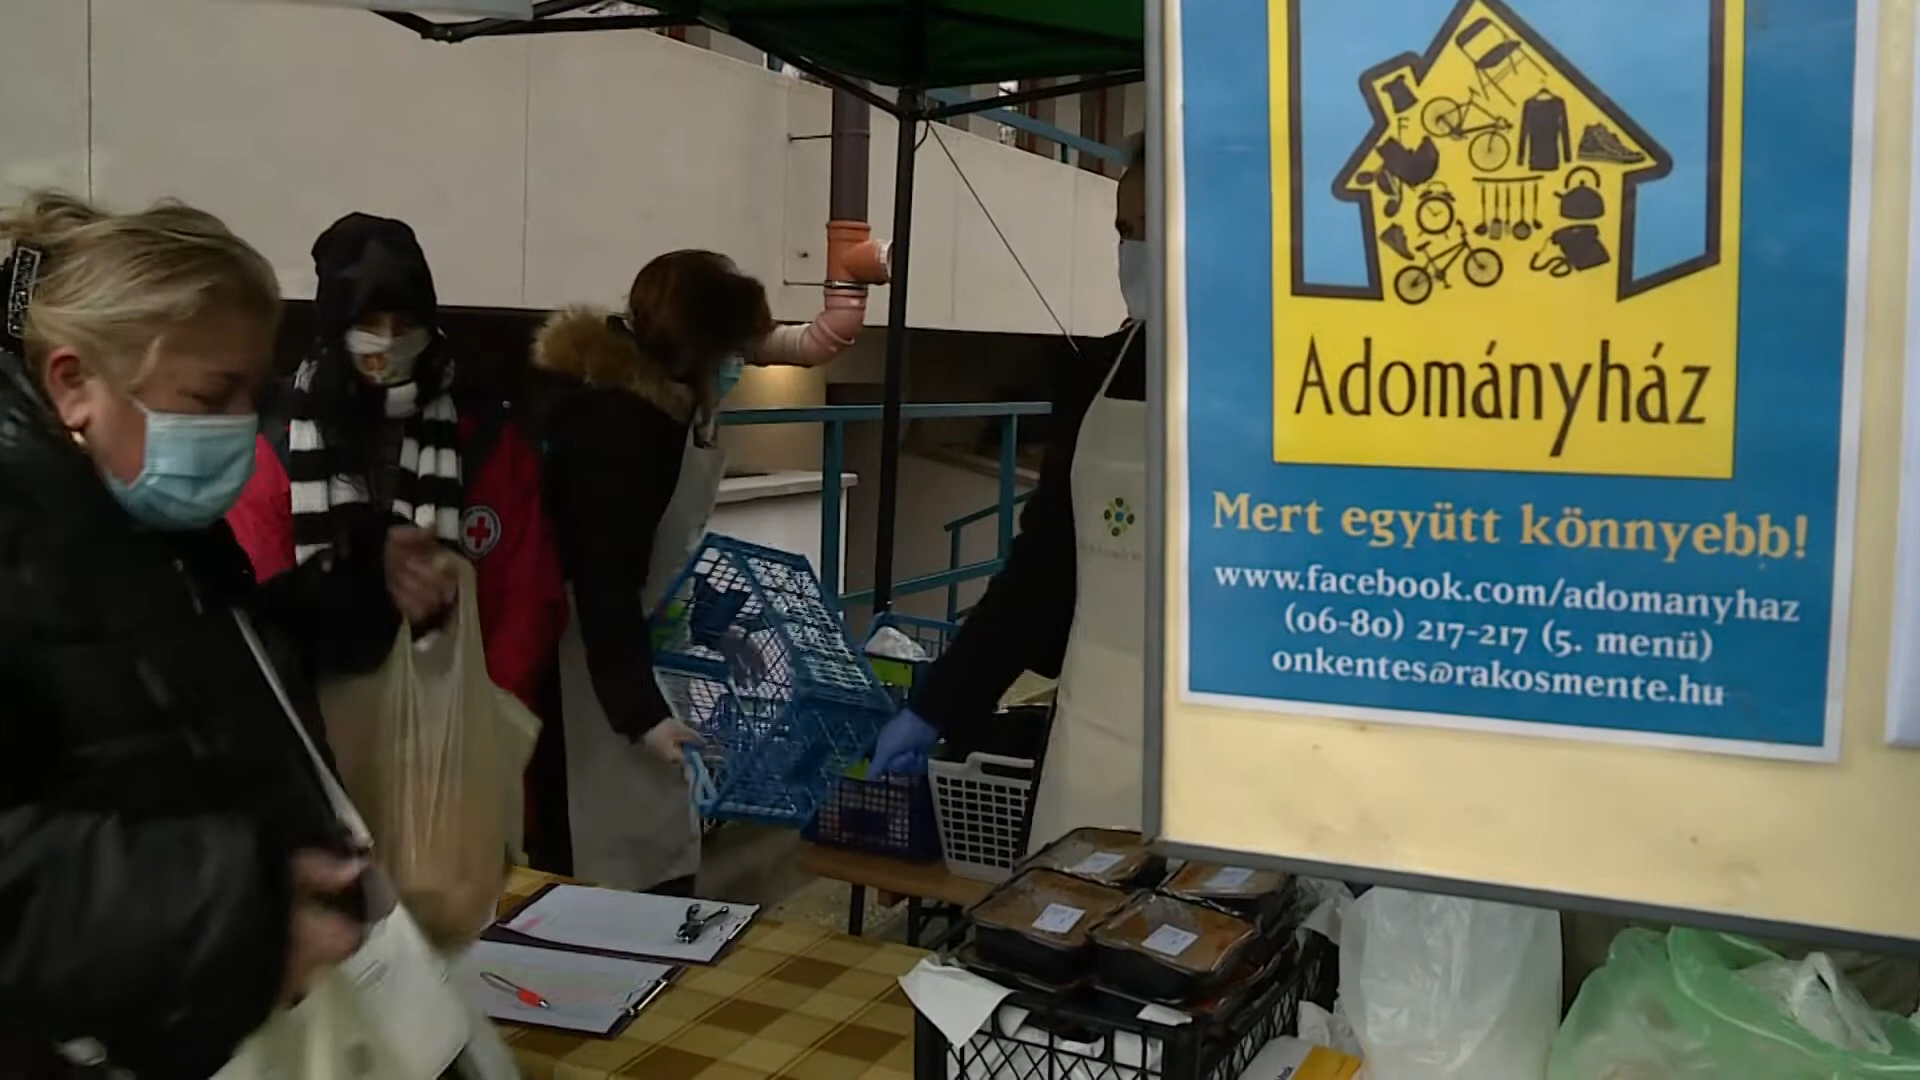 Adományház
Mert együtt könnyebb!
www.facebook.com/adomanyhaz
(06-80) 217-217 (5. menü)
onkentes@rakosmente.hu